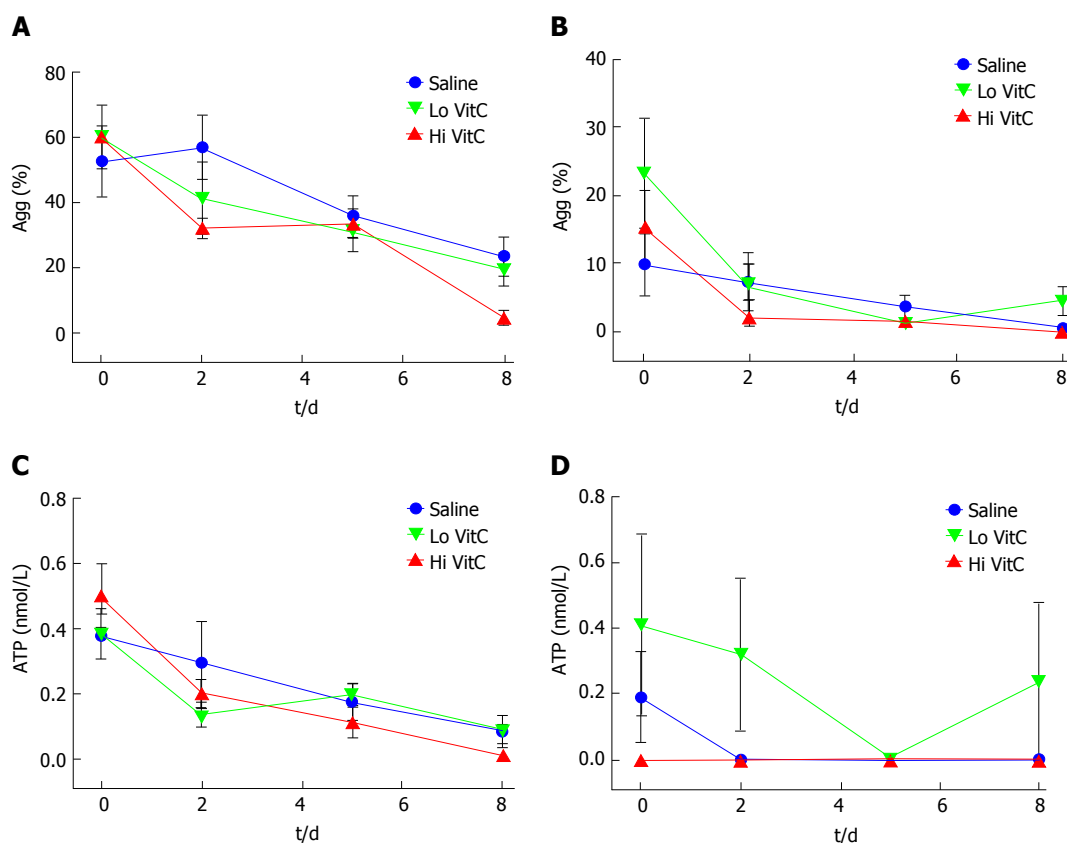 A
Saline
Lo VitC
Hi VitC
Agg (%)
80
60
40
20
0
0 2 4 6 8
t/d
B
Saline
Lo VitC
Hi VitC
Agg (%)
40
30
20
10
0
0 2 4 6 8
t/d
C
Saline
Lo VitC
Hi VitC
ATP (nmol/L)
0.8
0.6
0.4
0.2
0.0
0 2 4 6 8
t/d
D
Saline
Lo VitC
Hi VitC
ATP (nmol/L)
0.8
0.6
0.4
0.2
0.0
0 2 4 6 8
t/d